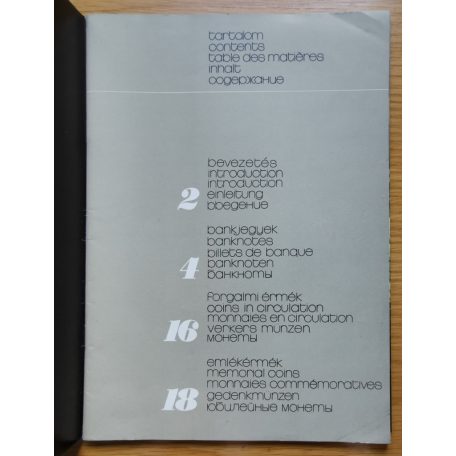 tartalom
contents
table des matières
inhalt
содержание
bevezetés
introduction
introduction
einleitung
введение
2
bankjegyek
banknotes
billets de banque
banknoten
банкноты
4
forgalmi érmék
coins in circulation
monnaies en circulation
verkers münzen
монеты
16
emlékérmék
memorial coins
monnaies commémoratives
gedenkmünzen
юбилейные монеты
18